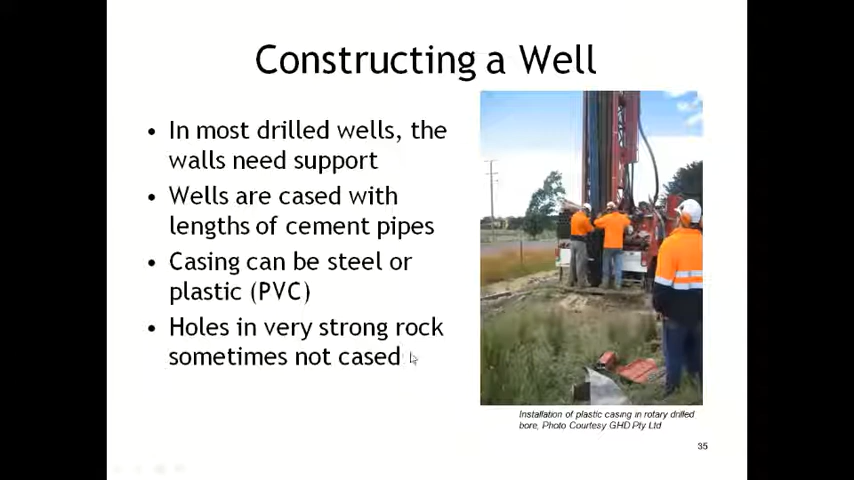 Constructing a Well
• In most drilled wells, the
walls need support
• Wells are cased with
lengths of cement pipes
• Casing can be steel or
plastic (PVC)
• Holes in very strong rock
sometimes not cased
Installation of plastic casing in rotary drilled
bore, Photo Courtesy GHD Pty Ltd
35